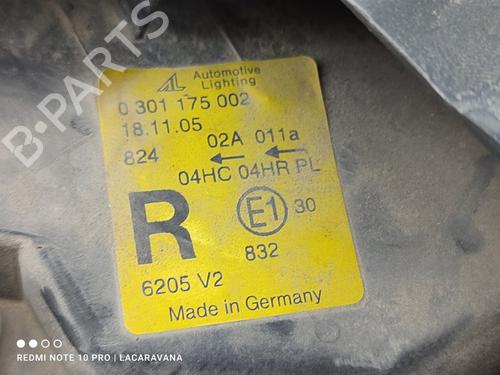 AL Automotive
Lighting
0 301 175 002
18.11.05
824 02A 011a
04HC 04HR PL
R E1 30
832
6205 V2
Made in Germany
B-PARTS
REDMI NOTE 10 PRO | LACARAVANA